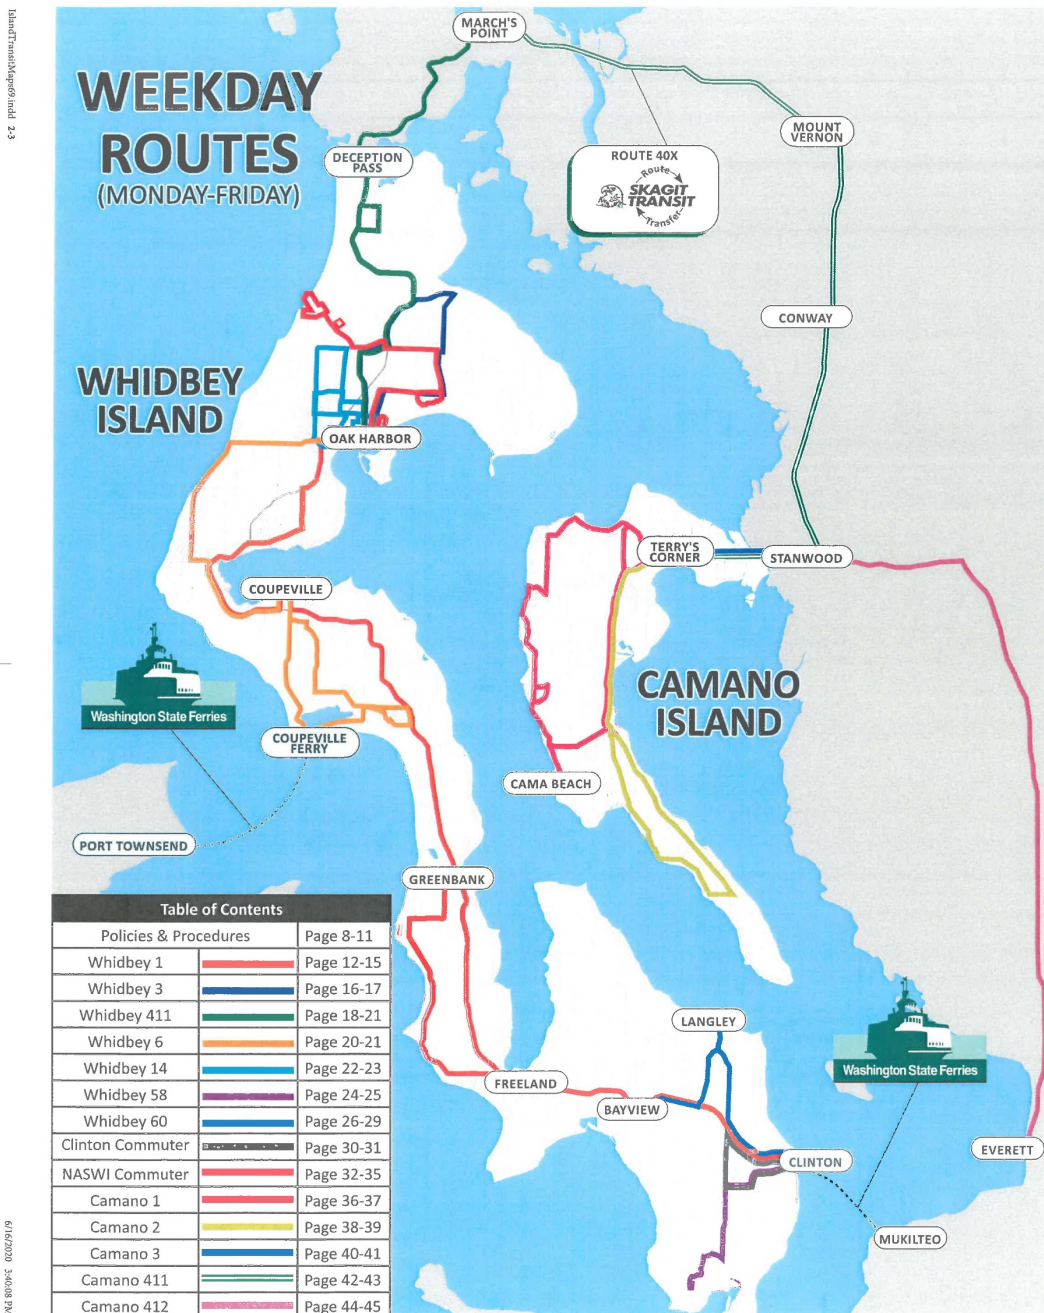 IslandTransitMaps69.indd 2-3
MARCH'S
POINT
WEEKDAY
ROUTES
(MONDAY-FRIDAY)
MOUNT
VERNON
DECEPTION
PASS
ROUTE 40X
Route
SKAGIT
TRANSIT
Transfer
CONWAY
WHIDBEY
ISLAND
OAK HARBOR
TERRY'S
CORNER
STANWOOD
COUPEVILLE
CAMANO
ISLAND
Washington State Ferries
COUPEVILLE
FERRY
CAMA BEACH
PORT TOWNSEND
GREENBANK
Table of Contents
Policies & Procedures Page 8-11
Whidbey 1 Page 12-15
Whidbey 3 Page 16-17
Whidbey 411 Page 18-21
Whidbey 6 Page 20-21
Whidbey 14 Page 22-23
Whidbey 58 Page 24-25
Whidbey 60 Page 26-29
Clinton Commuter Page 30-31
NASWI Commuter Page 32-35
Camano 1 Page 36-37
Camano 2 Page 38-39
Camano 3 Page 40-41
Camano 411 Page 42-43
Camano 412 Page 44-45
LANGLEY
Washington State Ferries
FREELAND
BAYVIEW
EVERETT
CLINTON
MUKILTEO
6/16/2020 3:40:08 PM